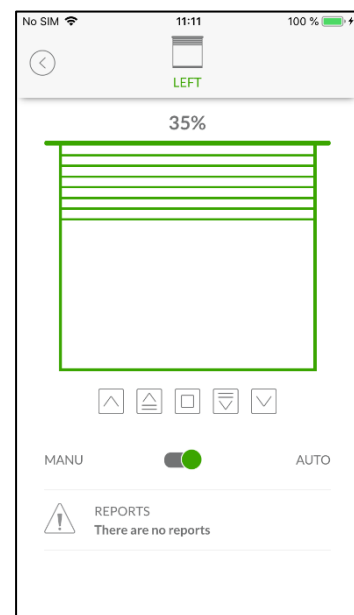 No SIM 11:11 100 %
LEFT
35%
MANU AUTO
REPORTS
There are no reports